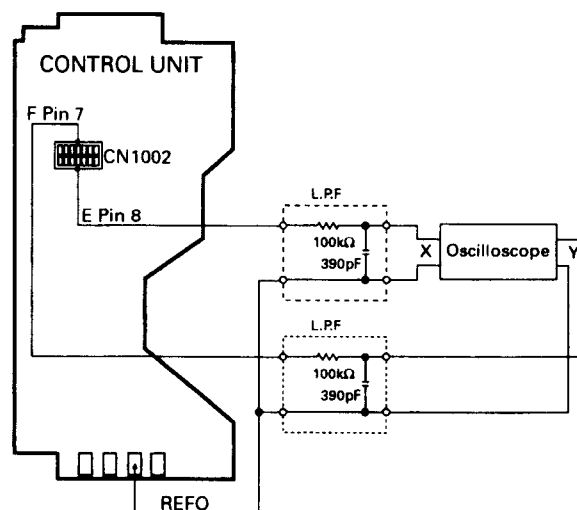 CONTROL UNIT
F Pin 7
CN1002
E Pin 8
L.P.F
100kΩ
390pF
X
Oscilloscope
Y
L.P.F
100kΩ
390pF
REFO